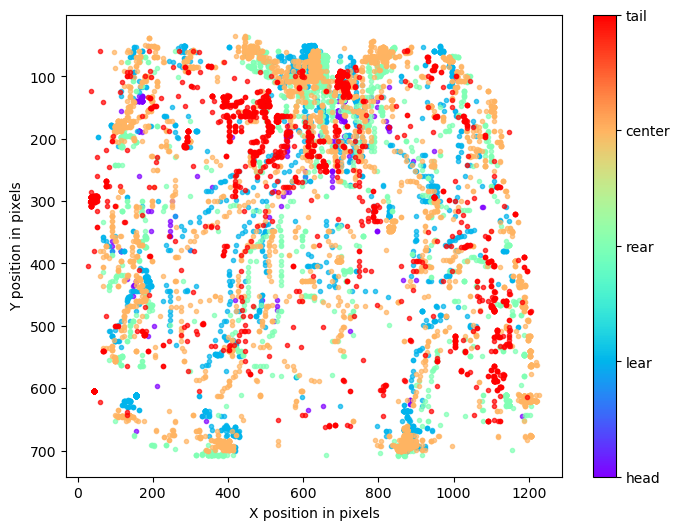 tail
100
center
200
300
rear
400
500
lear
600
700
head
0
200
400
600
800
1000
1200
X position in pixels
Y position in pixels